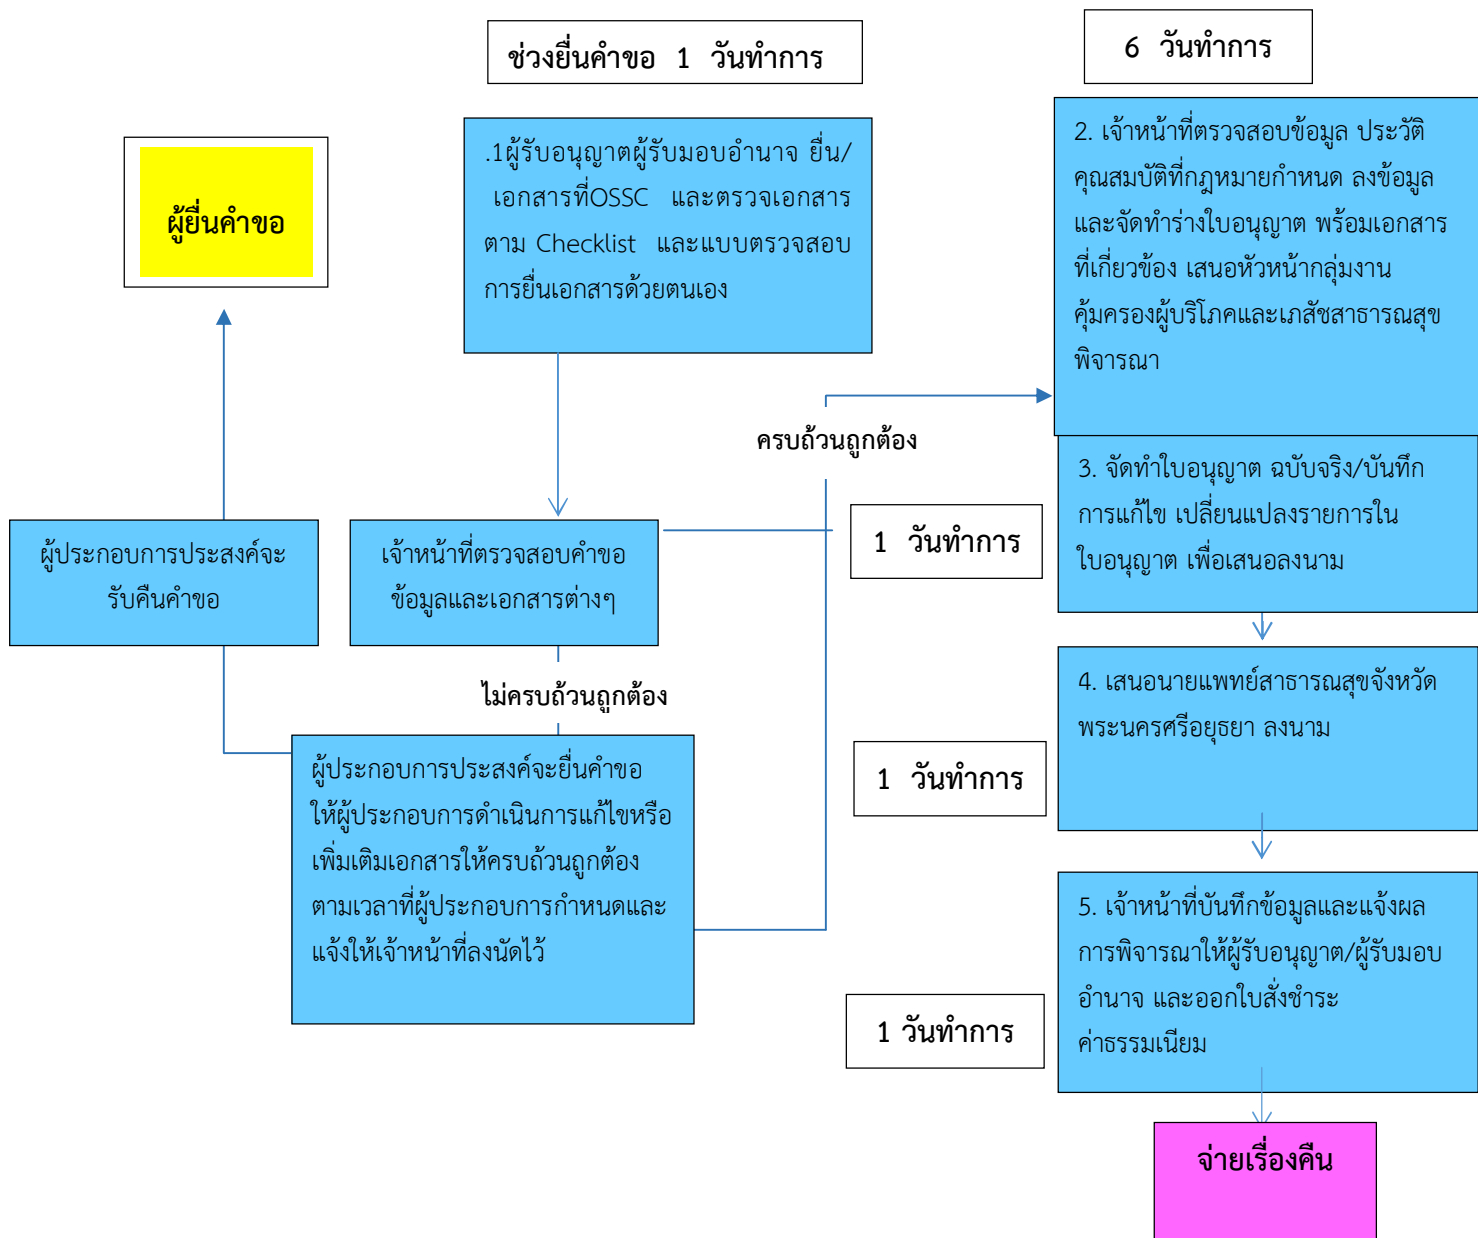 ช่วงยื่นคำขอ 1 วันทำการ
6 วันทำการ
ผู้ยื่นคำขอ
.1ผู้รับอนุญาตผู้รับมอบอำนาจ ยื่น/
เอกสารที่OSSC และตรวจเอกสาร
ตาม Checklist และแบบตรวจสอบ
การยื่นเอกสารด้วยตนเอง
2. เจ้าหน้าที่ตรวจสอบข้อมูล ประวัติ
คุณสมบัติที่กฎหมายกำหนด ลงข้อมูล
และจัดทำร่างใบอนุญาต พร้อมเอกสาร
ที่เกี่ยวข้อง เสนอหัวหน้ากลุ่มงาน
คุ้มครองผู้บริโภคและเภสัชสาธารณสุข
พิจารณา
ครบถ้วนถูกต้อง
3. จัดทำใบอนุญาต ฉบับจริง/บันทึก
การแก้ไข เปลี่ยนแปลงรายการใน
ใบอนุญาต เพื่อเสนอลงนาม
1 วันทำการ
ผู้ประกอบการประสงค์จะ
รับคืนคำขอ
เจ้าหน้าที่ตรวจสอบคำขอ
ข้อมูลและเอกสารต่างๆ
ไม่ครบถ้วนถูกต้อง
4. เสนอนายแพทย์สาธารณสุขจังหวัด
พระนครศรีอยุธยา ลงนาม
1 วันทำการ
ผู้ประกอบการประสงค์จะยื่นคำขอ
ให้ผู้ประกอบการดำเนินการแก้ไขหรือ
เพิ่มเติมเอกสารให้ครบถ้วนถูกต้อง
ตามเวลาที่ผู้ประกอบการกำหนดและ
แจ้งให้เจ้าหน้าที่ลงนัดไว้
5. เจ้าหน้าที่บันทึกข้อมูลและแจ้งผล
การพิจารณาให้ผู้รับอนุญาต/ผู้รับมอบ
อำนาจ และออกใบสั่งชำระ
ค่าธรรมเนียม
1 วันทำการ
จ่ายเรื่องคืน